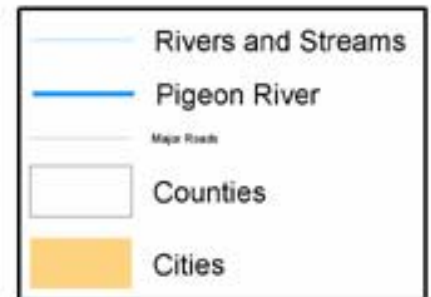 Rivers and Streams
Pigeon River
Major Roads
Counties
Cities